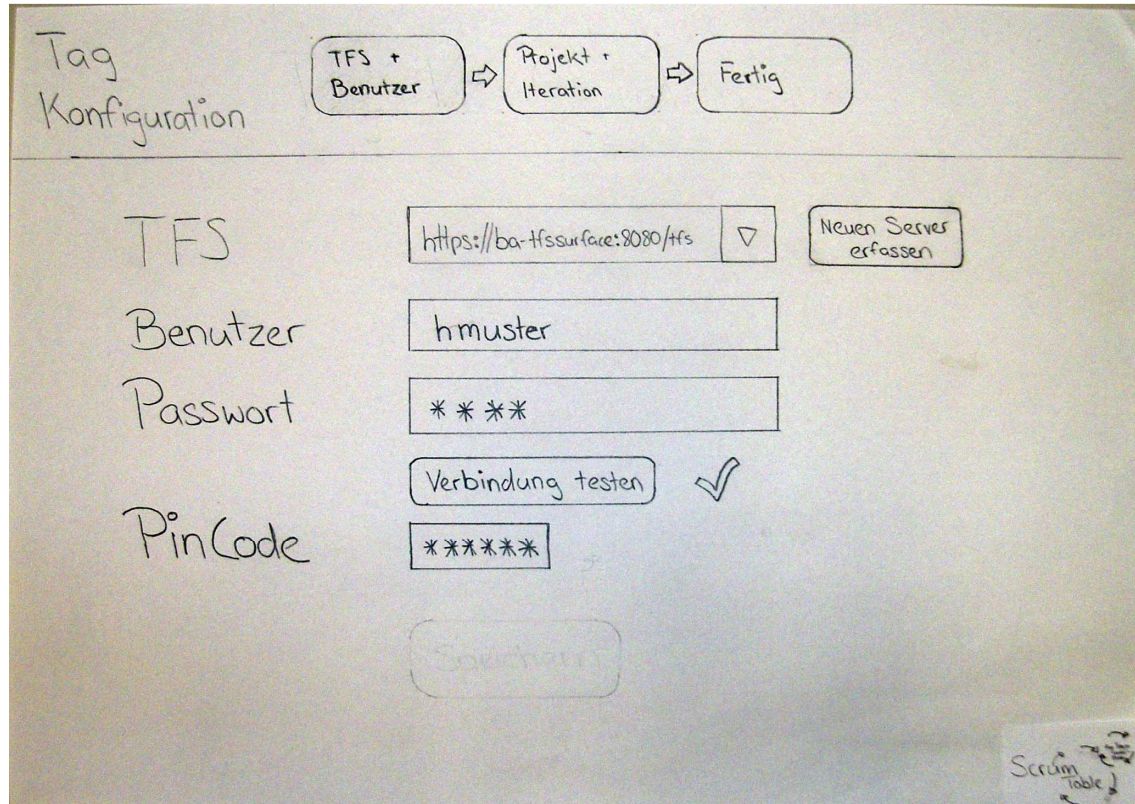 Tag
Konfiguration
TFS +
Benutzer
Projekt +
Iteration
Fertig
TFS
https://ba-tfssurface:8080/tfs
Neuen Server
erfassen
Benutzer
hmuster
Passwort
****
Verbindung testen
PinCode
******
Speichern
Scrum
Table